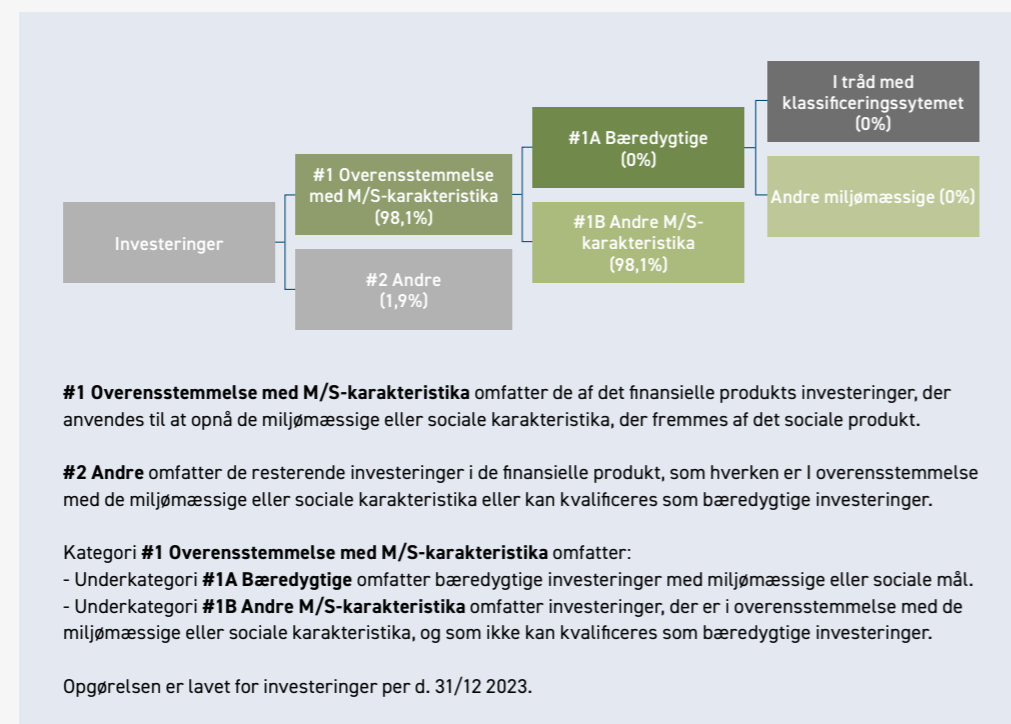 I tråd med
klassificeringssytemet
(0%)
#1A Bæredygtige
(0%)
#1 Overensstemmelse
med M/S-karakteristika
(98,1%)
Andre miljømæssige (0%)
#1B Andre M/S-
karakteristika
(98,1%)
Investeringer
#2 Andre
(1,9%)
#1 Overensstemmelse med M/S-karakteristika omfatter de af det finansielle produkts investeringer, der
anvendes til at opnå de miljømæssige eller sociale karakteristika, der fremmes af det sociale produkt.
#2 Andre omfatter de resterende investeringer i de finansielle produkt, som hverken er I overensstemmelse
med de miljømæssige eller sociale karakteristika eller kan kvalificeres som bæredygtige investeringer.
Kategori #1 Overensstemmelse med M/S-karakteristika omfatter:
- Underkategori #1A Bæredygtige omfatter bæredygtige investeringer med miljømæssige eller sociale mål.
- Underkategori #1B Andre M/S-karakteristika omfatter investeringer, der er i overensstemmelse med de
miljømæssige eller sociale karakteristika, og som ikke kan kvalificeres som bæredygtige investeringer.
Opgørelsen er lavet for investeringer per d. 31/12 2023.